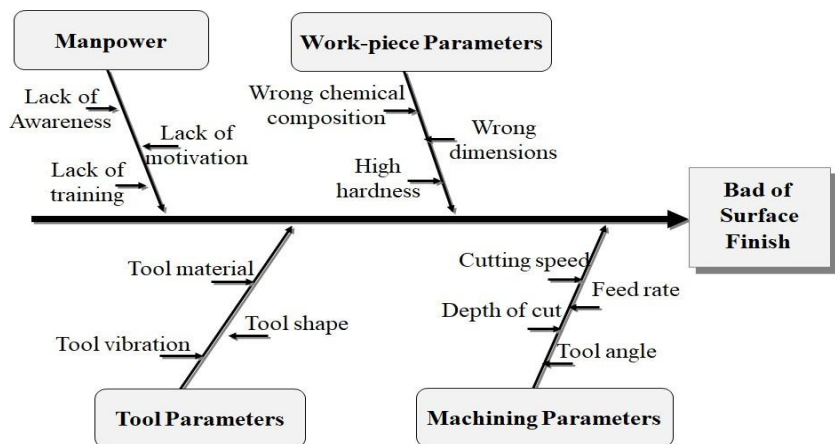 Manpower
Work-piece Parameters
Lack of
Awareness
Lack of
motivation
Lack of
training
Wrong chemical
composition
Wrong
dimensions
High
hardness
Bad of
Surface
Finish
Tool material
Tool shape
Tool vibration
Cutting speed
Feed rate
Depth of cut
Tool angle
Tool Parameters
Machining Parameters